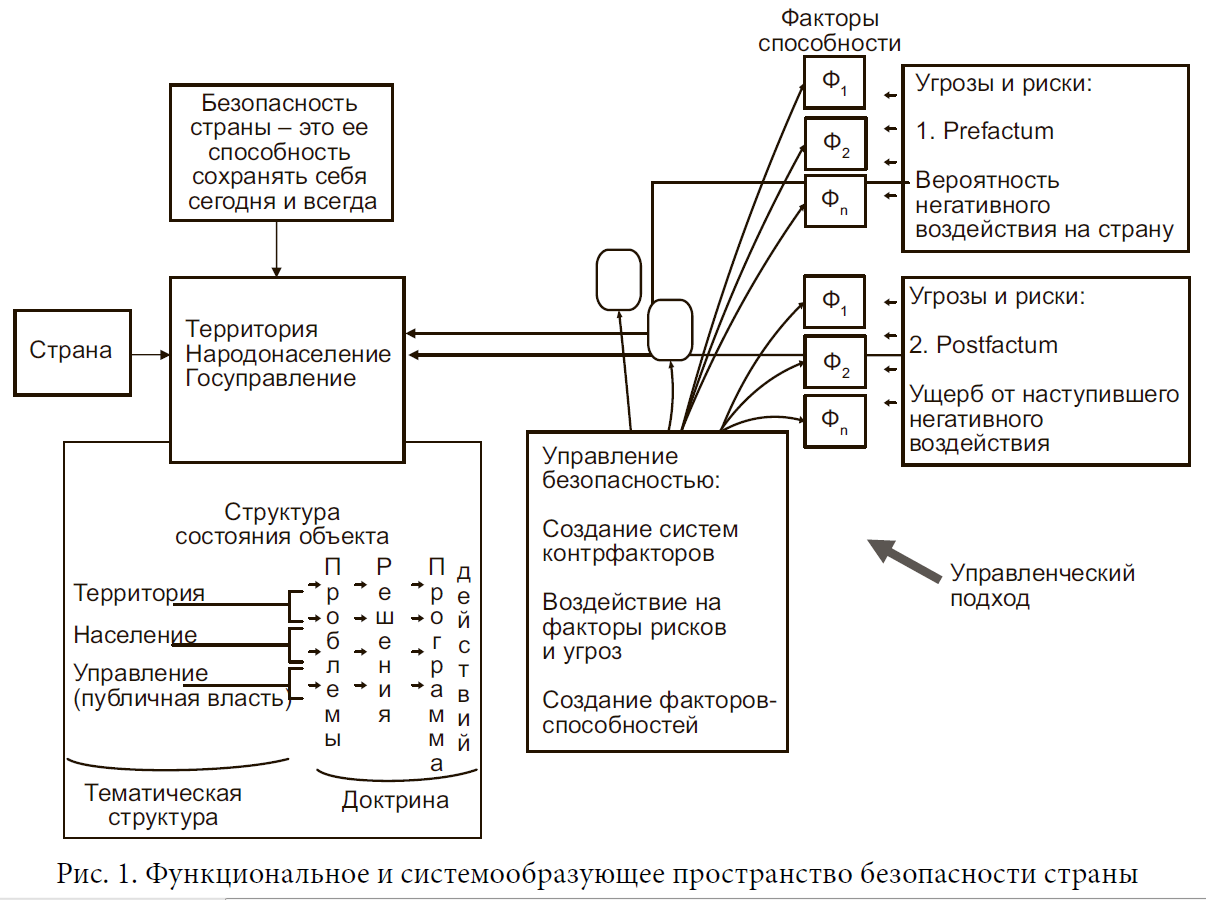 Факторы
способности
Ф1
Ф2
Фn
Угрозы и риски:
1. Prefactum
Вероятность
негативного
воздействия на страну
Безопасность
страны – это ее
способность
сохранять себя
сегодня и всегда
Страна
Территория
Народонаселение
Госуправление
Ф1
Ф2
Фn
Угрозы и риски:
2. Postfactum
Ущерб от наступившего
негативного
воздействия
Управление
безопасностью:
Создание систем
контрфакторов
Воздействие на
факторы рисков
и угроз
Создание факторов-
способностей
Управленческий
подход
Структура
состояния объекта
Территория
Население
Управление
(публичная власть)
Проблемы
Решения
Программа
действий
Тематическая
структура
Доктрина
Рис. 1. Функциональное и системообразующее пространство безопасности страны